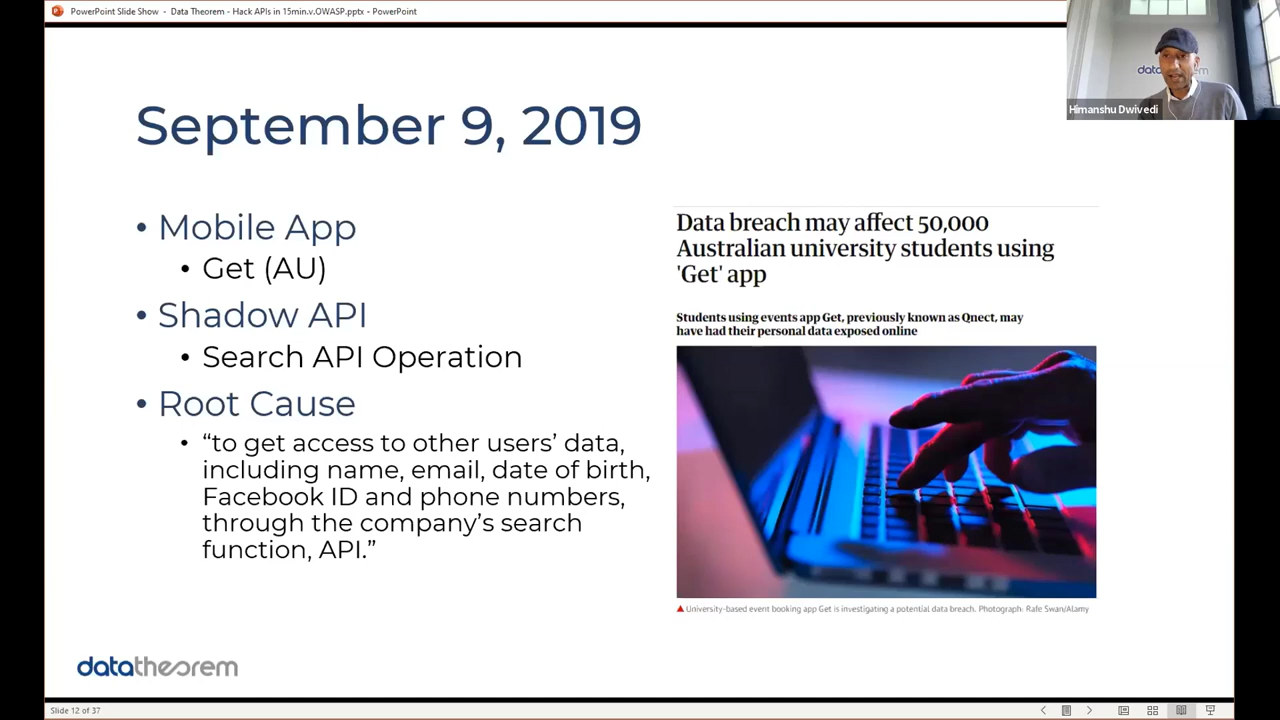 PowerPoint Slide Show - Data Theorem - Hack APIs in 15min.v.OWASP.pptx - PowerPoint
datatheorem
Himanshu Dwivedi
September 9, 2019
• Mobile App
• Get (AU)
• Shadow API
• Search API Operation
• Root Cause
• “to get access to other users’ data,
including name, email, date of birth,
Facebook ID and phone numbers,
through the company’s search
function, API.”
Data breach may affect 50,000
Australian university students using
'Get' app
Students using events app Get, previously known as Qnect, may
have had their personal data exposed online
▲ University-based event booking app Get is investigating a potential data breach. Photograph: Rafe Swan/Alamy
datatheorem
Slide 12 of 37